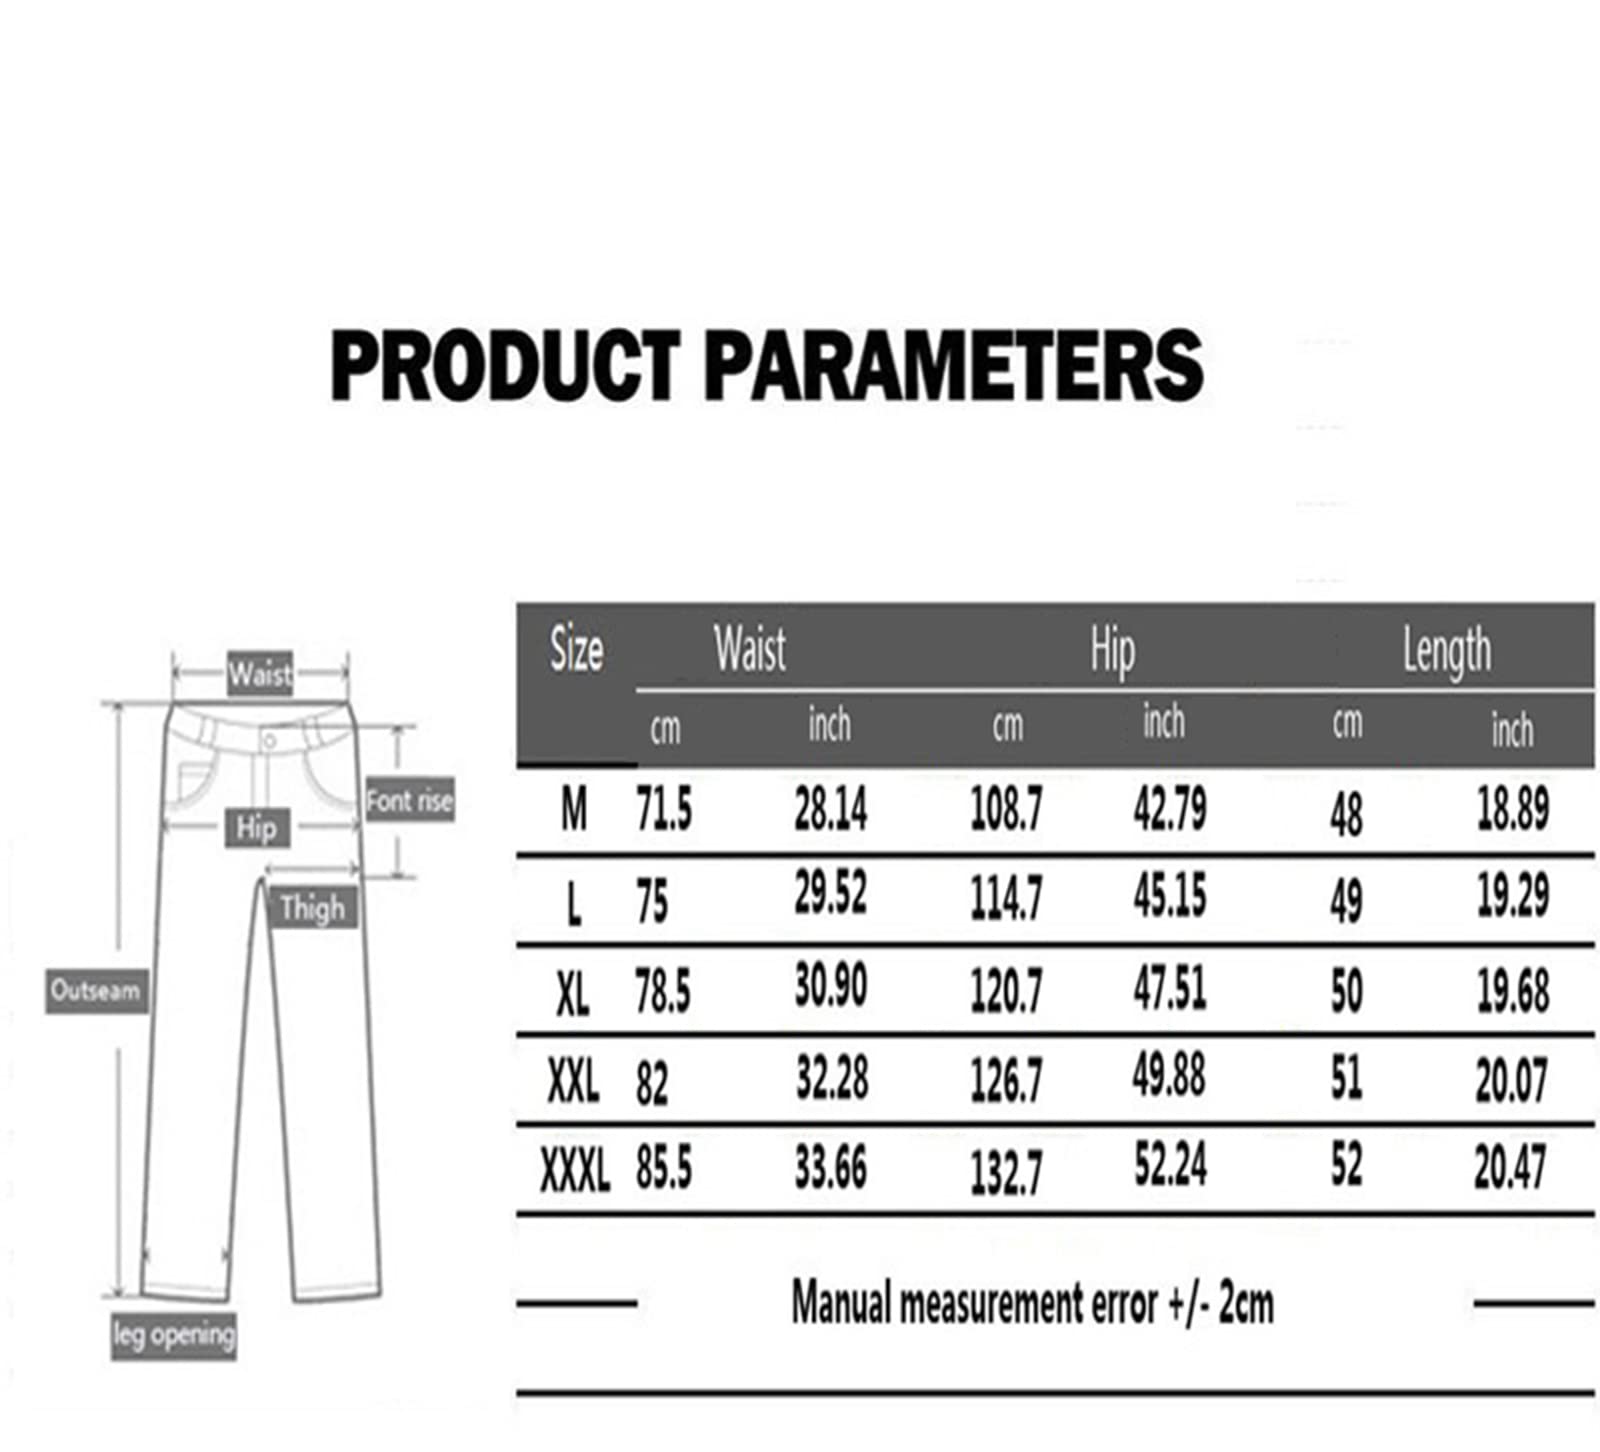 PRODUCT PARAMETERS
Waist
Font rise
Hip
Thigh
Outseam
leg opening
Size Waist Hip Length
cm inch cm inch cm inch
M 71.5 28.14 108.7 42.79 48 18.89
L 75 29.52 114.7 45.15 49 19.29
XL 78.5 30.90 120.7 47.51 50 19.68
XXL 82 32.28 126.7 49.88 51 20.07
XXXL 85.5 33.66 132.7 52.24 52 20.47
Manual measurement error +/- 2cm